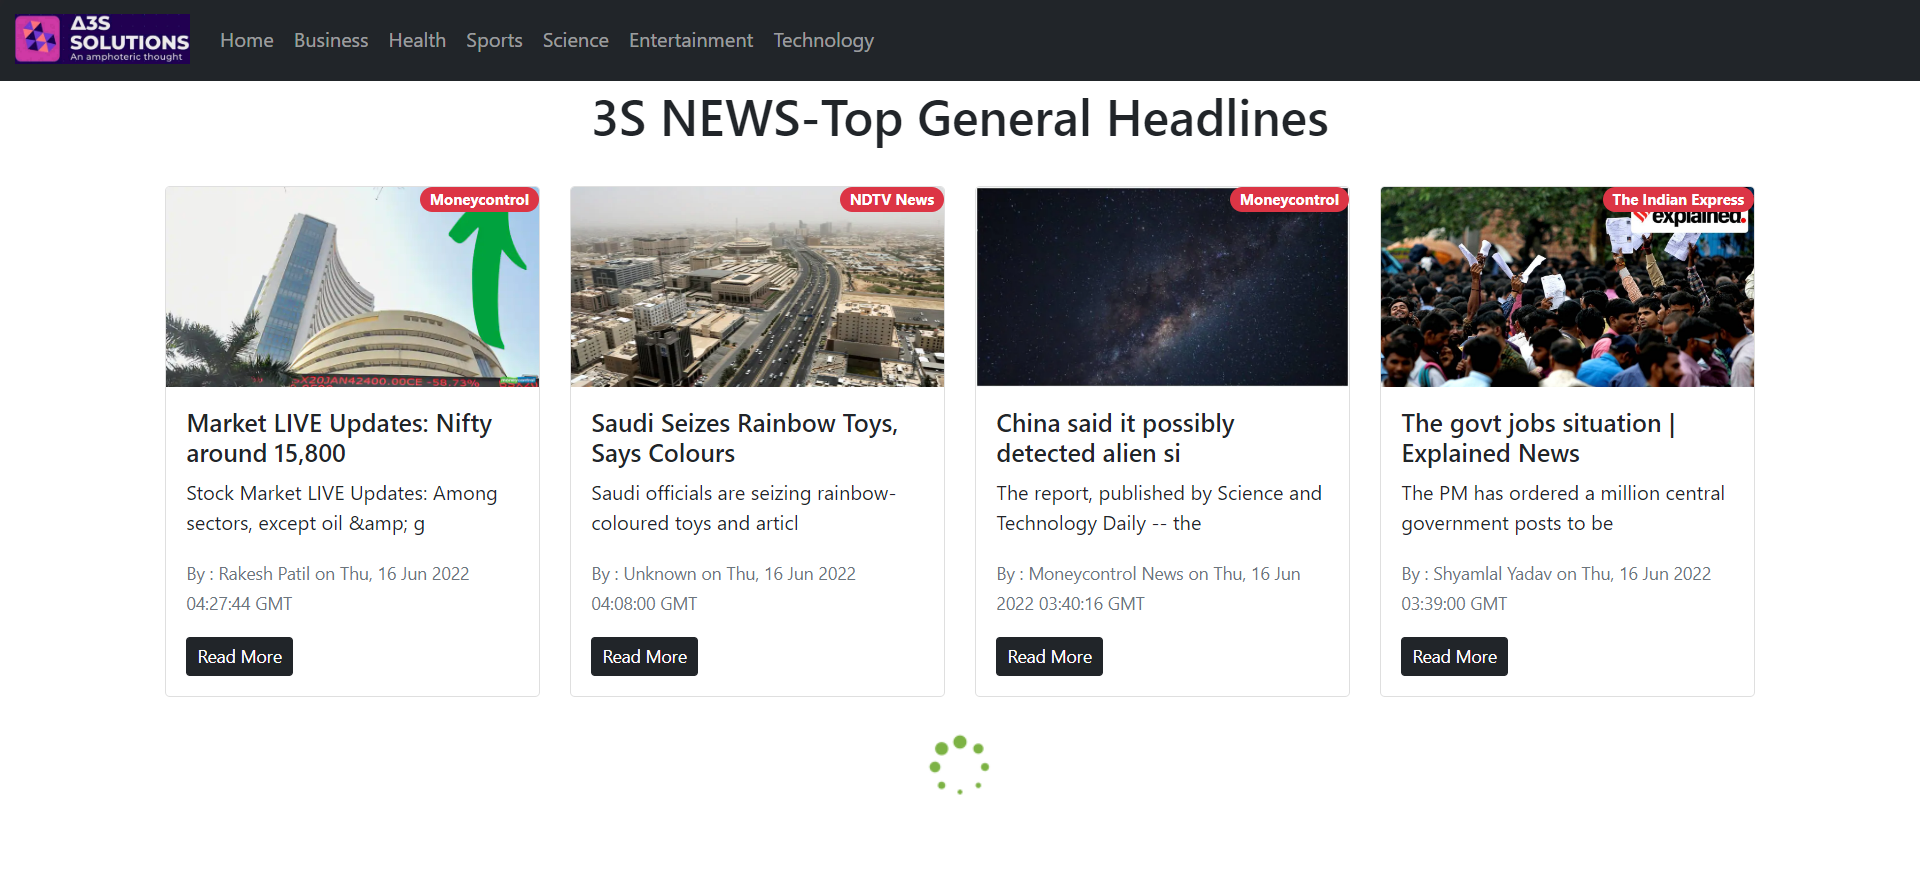 Δ3S
SOLUTIONS
An amphoteric thought
Home Business Health Sports Science Entertainment Technology
3S NEWS-Top General Headlines
Moneycontrol
Market LIVE Updates: Nifty
around 15,800
Stock Market LIVE Updates: Among
sectors, except oil &amp; g
By : Rakesh Patil on Thu, 16 Jun 2022
04:27:44 GMT
Read More
NDTV News
Saudi Seizes Rainbow Toys,
Says Colours
Saudi officials are seizing rainbow-
coloured toys and articl
By : Unknown on Thu, 16 Jun 2022
04:08:00 GMT
Read More
Moneycontrol
China said it possibly
detected alien si
The report, published by Science and
Technology Daily -- the
By : Moneycontrol News on Thu, 16 Jun
2022 03:40:16 GMT
Read More
The Indian Express
explained.
The govt jobs situation |
Explained News
The PM has ordered a million central
government posts to be
By : Shyamlal Yadav on Thu, 16 Jun 2022
03:39:00 GMT
Read More